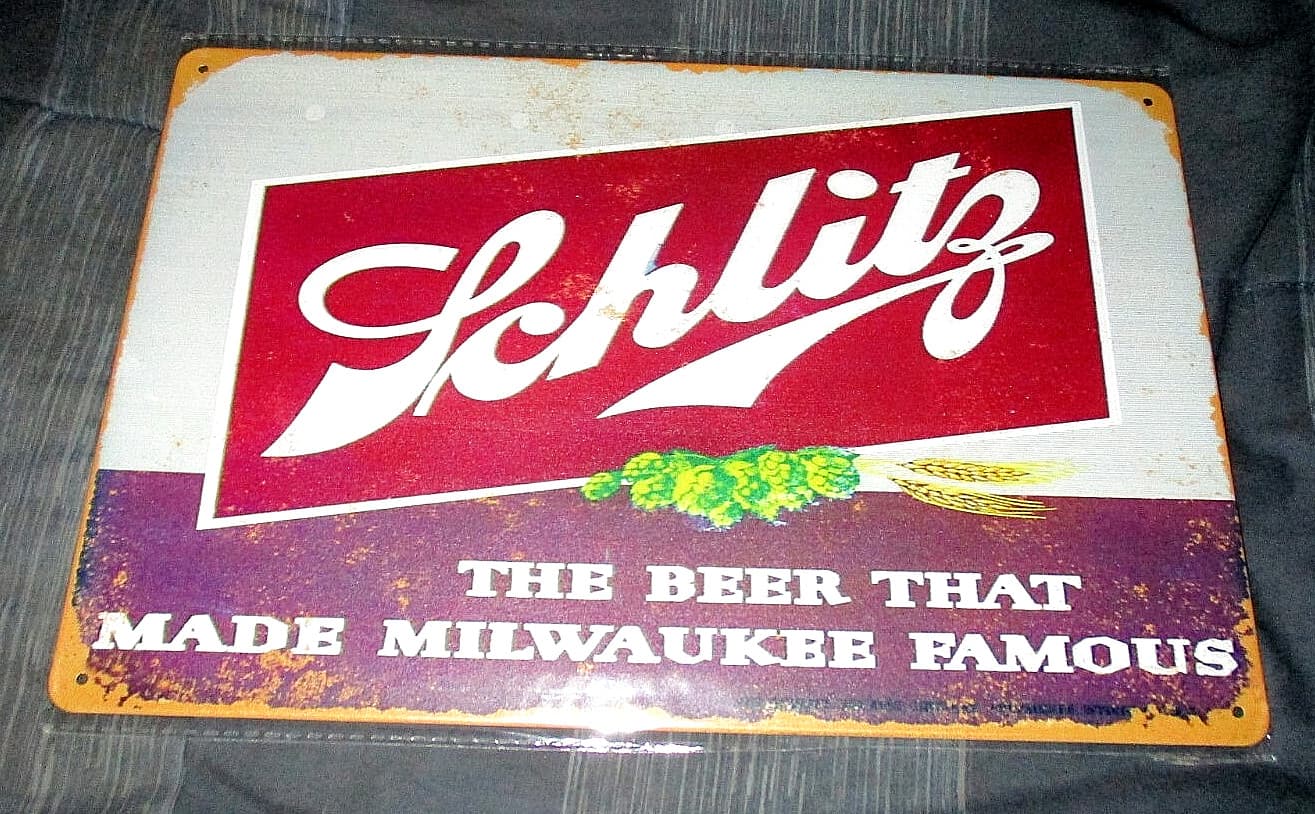 Schlitz
THE BEER THAT
MADE MILWAUKEE FAMOUS